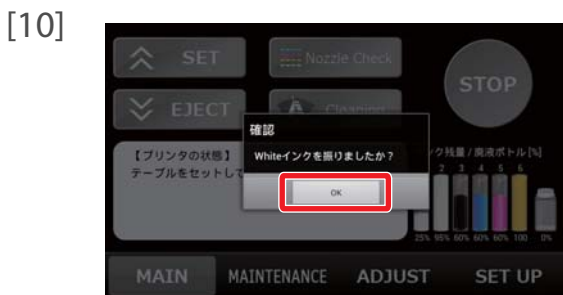 [10]
SET
Nozzle Check
STOP
EJECT
Cleaning
確認
Whiteインクを振りましたか？
OK
【プリンタの状態】
テーブルをセットして
ク残量/廃液ボトル[%]
2 3 4 5 6
25% 95% 60% 60% 60% 100 0%
MAIN MAINTENANCE ADJUST SET UP